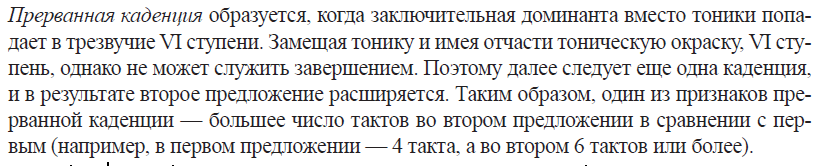 Прерванная каденция образуется, когда заключительная доминанта вместо тоники попа-
дает в трезвучие VI ступени. Замещая тонику и имея отчасти тоническую окраску, VI сту-
пень, однако не может служить завершением. Поэтому далее следует еще одна каденция,
и в результате второе предложение расширяется. Таким образом, один из признаков пре-
рванной каденции — большее число тактов во втором предложении в сравнении с пер-
вым (например, в первом предложении — 4 такта, а во втором 6 тактов или более).